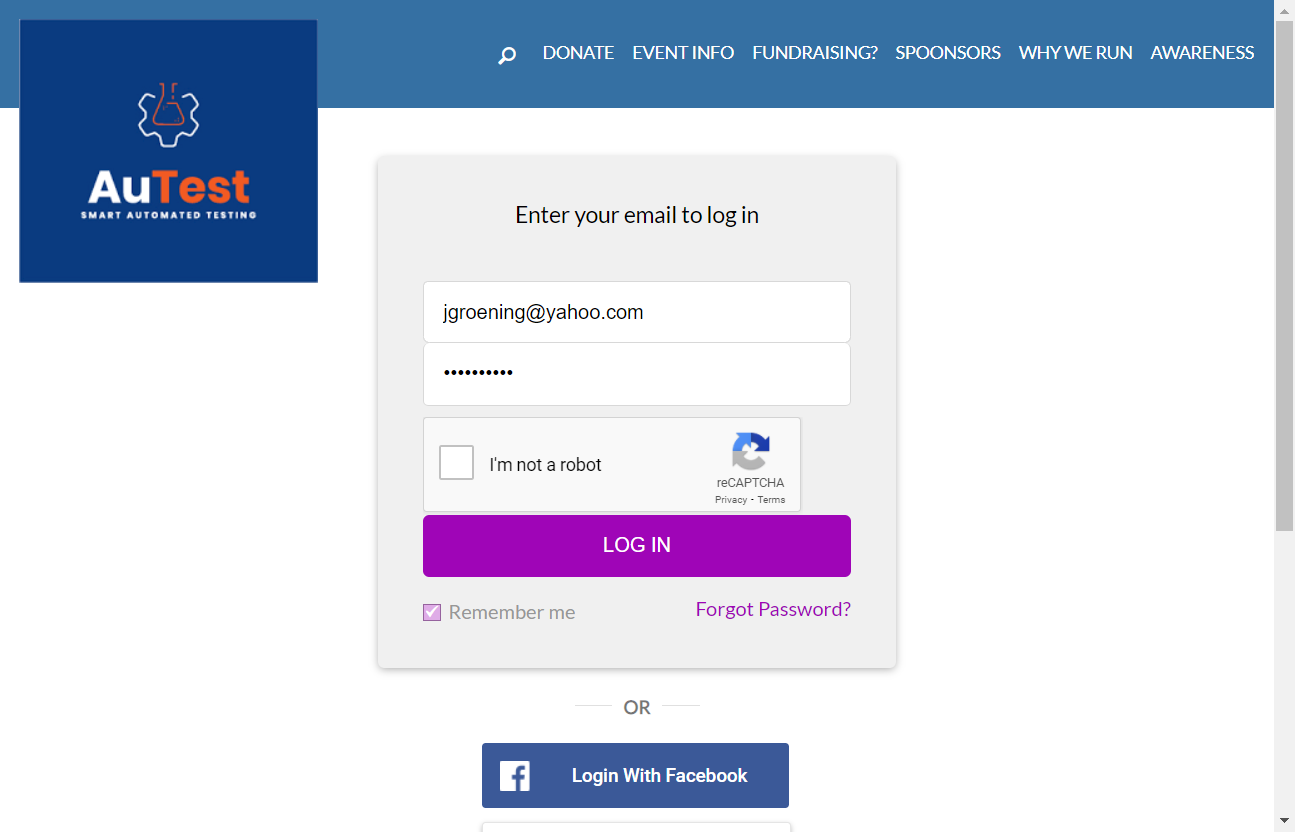 DONATE EVENT INFO FUNDRAISING? SPOONSORS WHY WE RUN AWARENESS
AuTest
SMART AUTOMATED TESTING
Enter your email to log in
jgroening@yahoo.com
••••••••••
I'm not a robot
reCAPTCHA
Privacy - Terms
LOG IN
Remember me
Forgot Password?
OR
Login With Facebook